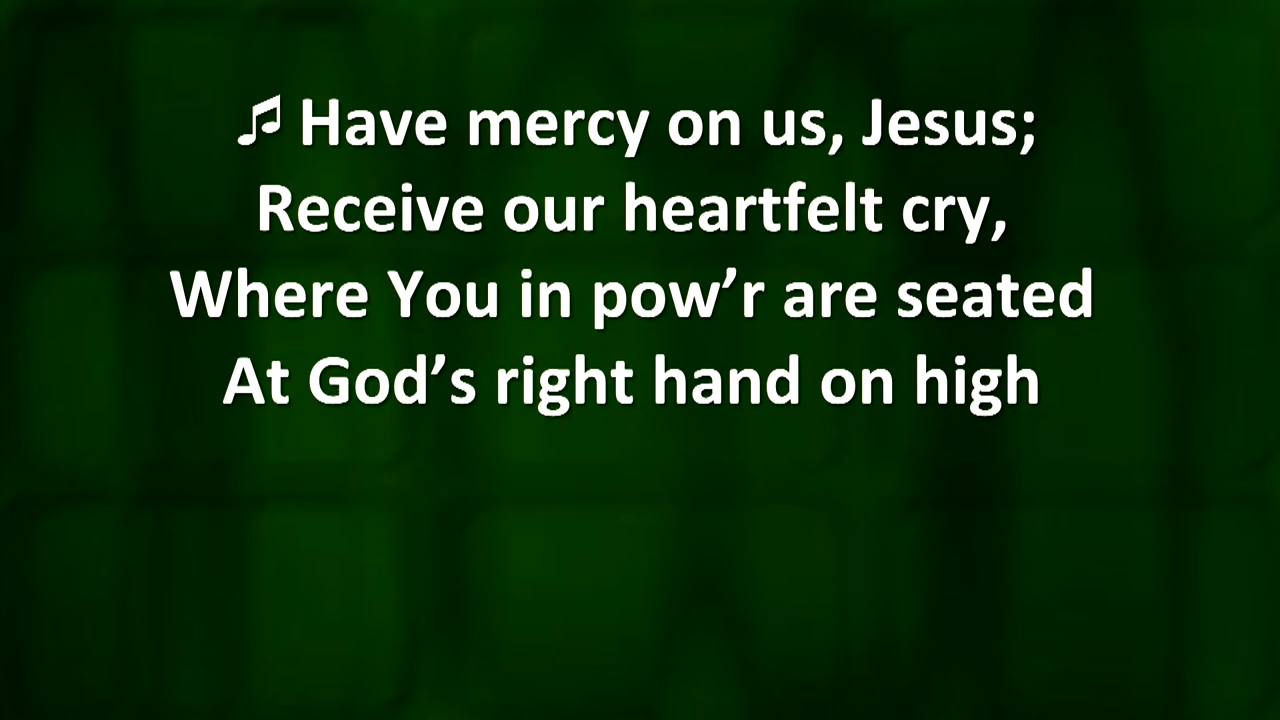 ♫ Have mercy on us, Jesus;
Receive our heartfelt cry,
Where You in pow’r are seated
At God’s right hand on high